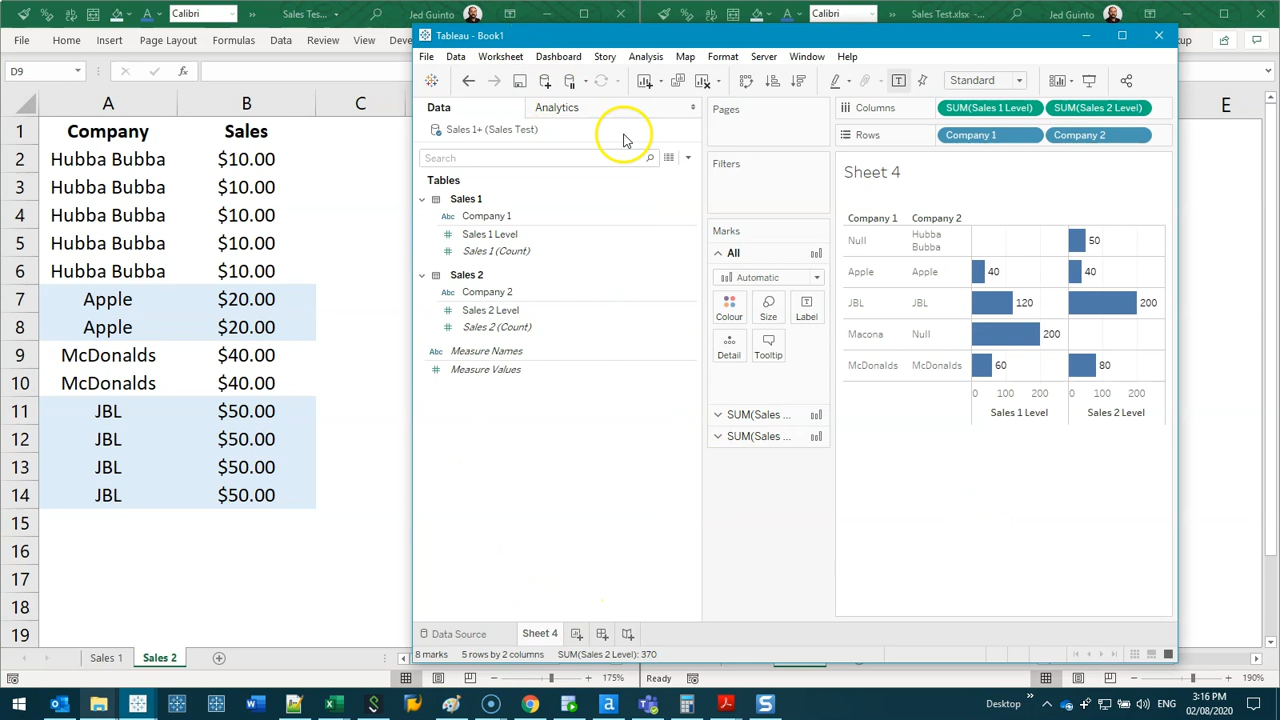 Calibri
Sales Tes...
Jed Guinto
Calibri
Sales Test.xlsx
Jed Guinto
File Home Insert Page Layout Formulas Data Review
kup
Tableau - Book1
File Data Worksheet Dashboard Story Analysis Map Format Server Window Help
Standard
D9
fx
Data Analytics
Sales 1+ (Sales Test)
Search
Tables
Sales 1
Abc Company 1
# Sales 1 Level
# Sales 1 (Count)
Sales 2
Abc Company 2
# Sales 2 Level
# Sales 2 (Count)
Abc Measure Names
# Measure Values
Pages
Filters
Marks
All
Automatic
Colour Size Label
Detail Tooltip
SUM(Sales ...
SUM(Sales ...
Columns SUM(Sales 1 Level) SUM(Sales 2 Level)
Rows Company 1 Company 2
Sheet 4
Company 1 Company 2
Null Hubba Bubba 50
Apple Apple 40 40
JBL JBL 120 200
Macona Null 200
McDonalds McDonalds 60 80
0 100 200 0 100 200
Sales 1 Level Sales 2 Level
A B C E
1 Company Sales
2 Hubba Bubba $10.00
3 Hubba Bubba $10.00
4 Hubba Bubba $10.00
5 Hubba Bubba $10.00
6 Hubba Bubba $10.00
7 Apple $20.00
8 Apple $20.00
9 McDonalds $40.00
10 McDonalds $40.00
11 JBL $50.00
12 JBL $50.00
13 JBL $50.00
14 JBL $50.00
15
16
17
18
19
Data Source Sheet 4
8 marks 5 rows by 2 columns SUM(Sales 2 Level): 370
Sales 1 Sales 2
175% Ready 190%
Desktop ENG 3:16 PM
02/08/2020